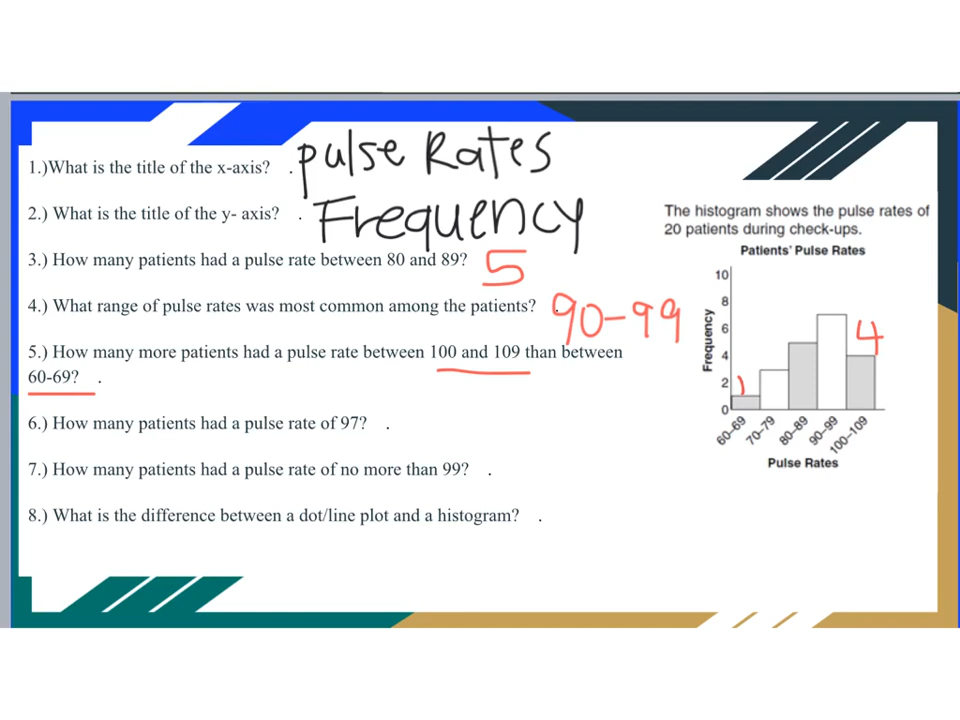 1.)What is the title of the x-axis? . pulse Rates
2.) What is the title of the y- axis? . Frequency
3.) How many patients had a pulse rate between 80 and 89? 5
4.) What range of pulse rates was most common among the patients? . 90-99
5.) How many more patients had a pulse rate between 100 and 109 than between
60-69? .
6.) How many patients had a pulse rate of 97? .
7.) How many patients had a pulse rate of no more than 99? .
8.) What is the difference between a dot/line plot and a histogram? .
The histogram shows the pulse rates of
20 patients during check-ups.
Patients' Pulse Rates
Frequency
10
8
6
4
2
0
1
4
60–69
70–79
80–89
90–99
100–109
Pulse Rates